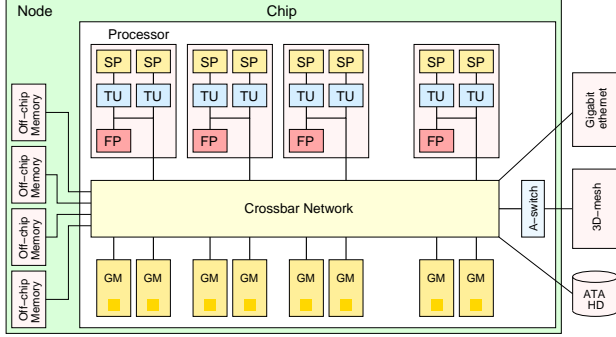 Node
Chip
Processor
SP SP SP SP SP SP SP SP
TU TU TU TU TU TU TU TU
FP FP FP FP
Off−chip
Memory
Off−chip
Memory
Off−chip
Memory
Off−chip
Memory
Crossbar Network
GM GM GM GM GM GM GM GM
Gigabit
ethernet
A−switch
3D−mesh
ATA
HD